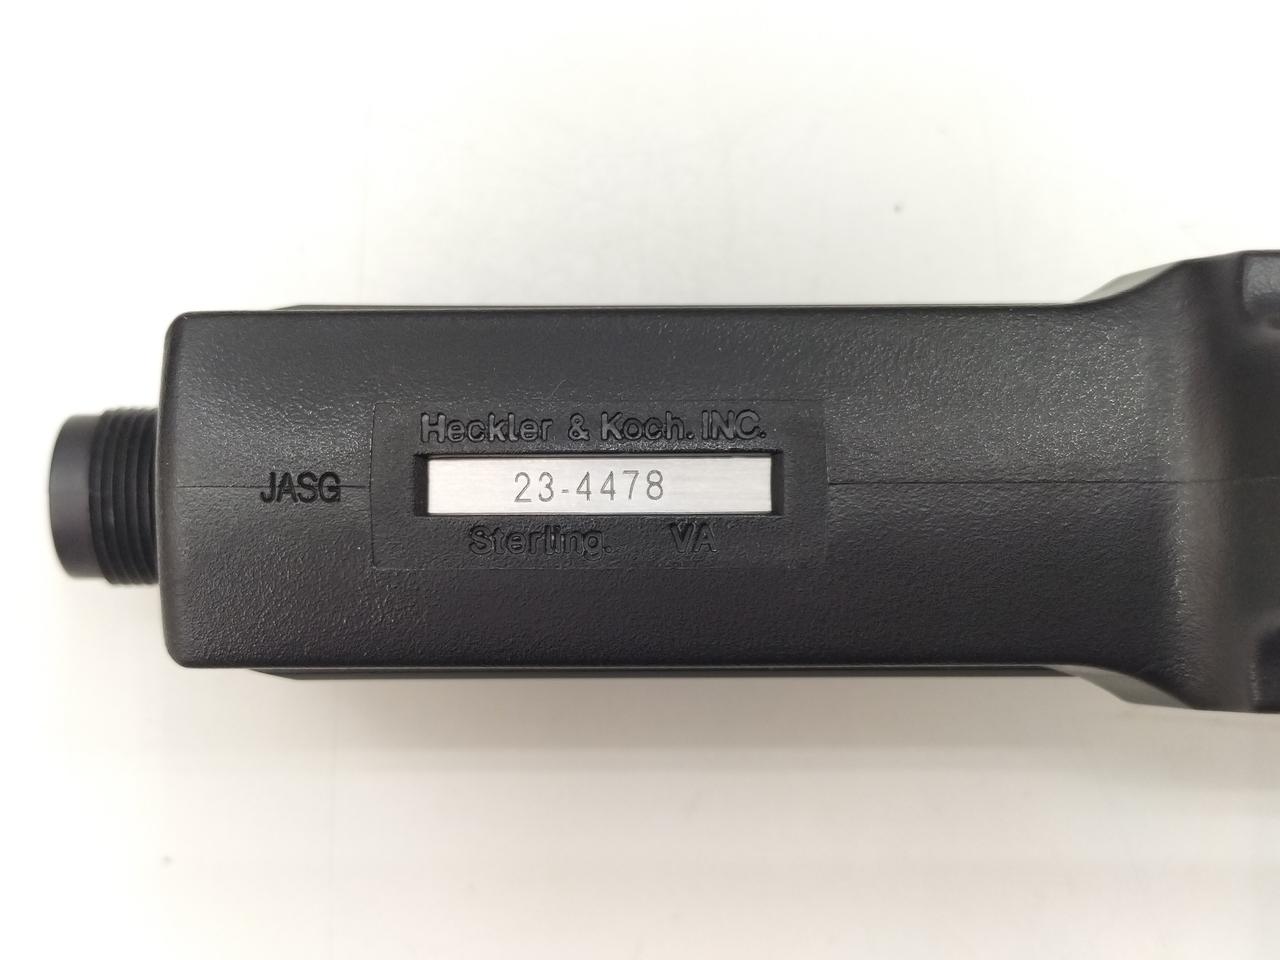 Heckler & Koch. INC.
JASG
23-4478
Sterling. VA